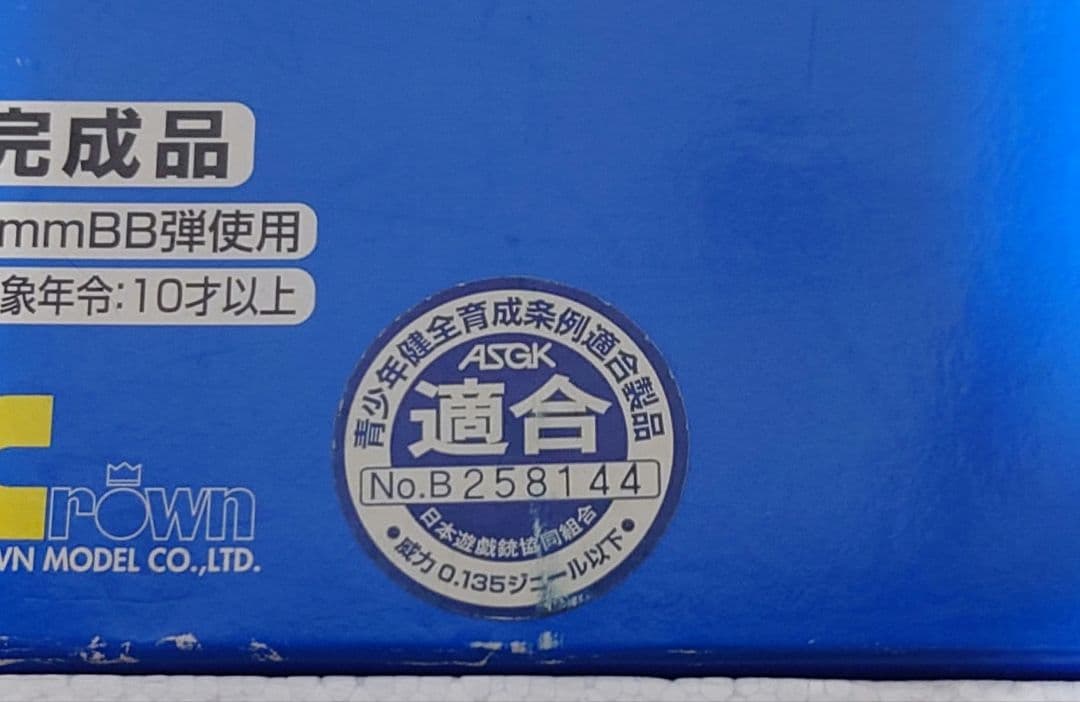 完成品
mmBB弾使用
象年令:10才以上
Crown
WN MODEL CO.,LTD.
青少年健全育成条例適合製品
ASGK
適合
No.B258144
日本遊戯銃協同組合
•威力0.135ジュール以下•